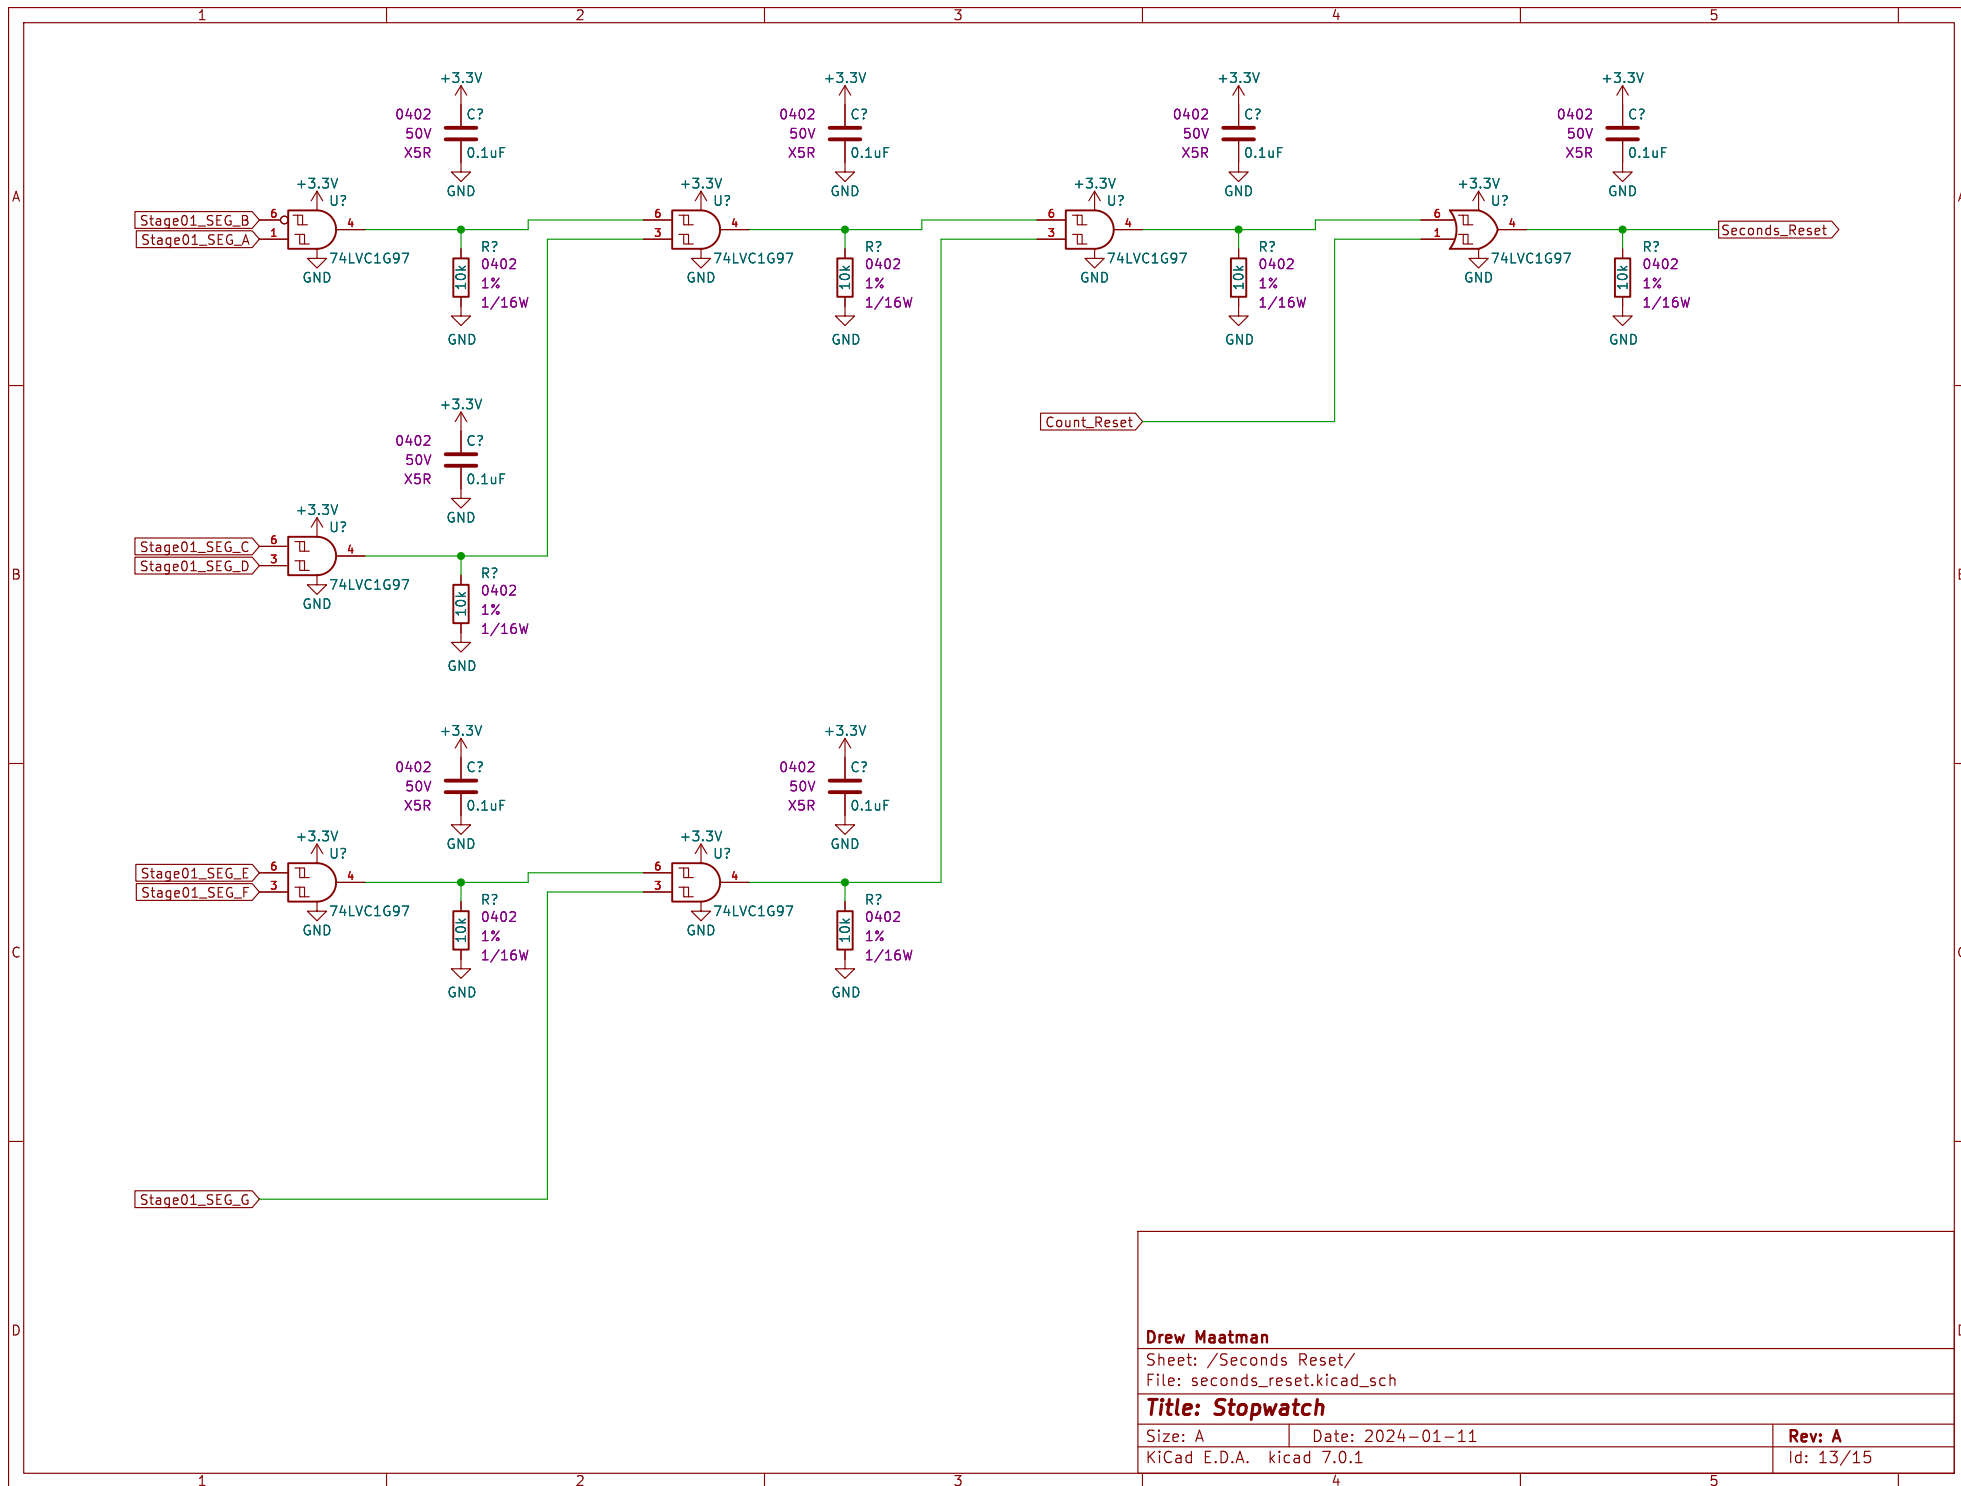 1 2 3 4 5
+3.3V +3.3V +3.3V +3.3V
0402 C? 0402 C? 0402 C? 0402 C?
50V 50V 50V 50V
X5R 0.1uF X5R 0.1uF X5R 0.1uF X5R 0.1uF
GND GND GND GND
+3.3V +3.3V +3.3V +3.3V
A U? U? U? U?
Stage01_SEG_B 6 4 6 4 6 4 6 4 Seconds_Reset
Stage01_SEG_A 1 3 3 1
74LVC1G97 R? 74LVC1G97 R? 74LVC1G97 R? 74LVC1G97 R?
GND 10k 0402 GND 10k 0402 GND 10k 0402 GND 10k 0402
1% 1% 1% 1%
1/16W 1/16W 1/16W 1/16W
GND GND GND GND
+3.3V
0402 C? Count_Reset
50V
X5R 0.1uF
GND
+3.3V
U?
Stage01_SEG_C 6 4
Stage01_SEG_D 3
B 74LVC1G97 R?
GND 10k 0402
1%
1/16W
GND
+3.3V +3.3V
0402 C? 0402 C?
50V 50V
X5R 0.1uF X5R 0.1uF
GND GND
+3.3V +3.3V
U? U?
Stage01_SEG_E 6 4 6 4
Stage01_SEG_F 3 3
74LVC1G97 R? 74LVC1G97 R?
GND 10k 0402 GND 10k 0402
C 1% 1%
1/16W 1/16W
GND GND
Stage01_SEG_G
D
Drew Maatman
Sheet: /Seconds Reset/
File: seconds_reset.kicad_sch
Title: Stopwatch
Size: A Date: 2024-01-11 Rev: A
KiCad E.D.A. kicad 7.0.1 Id: 13/15
1 2 3 4 5